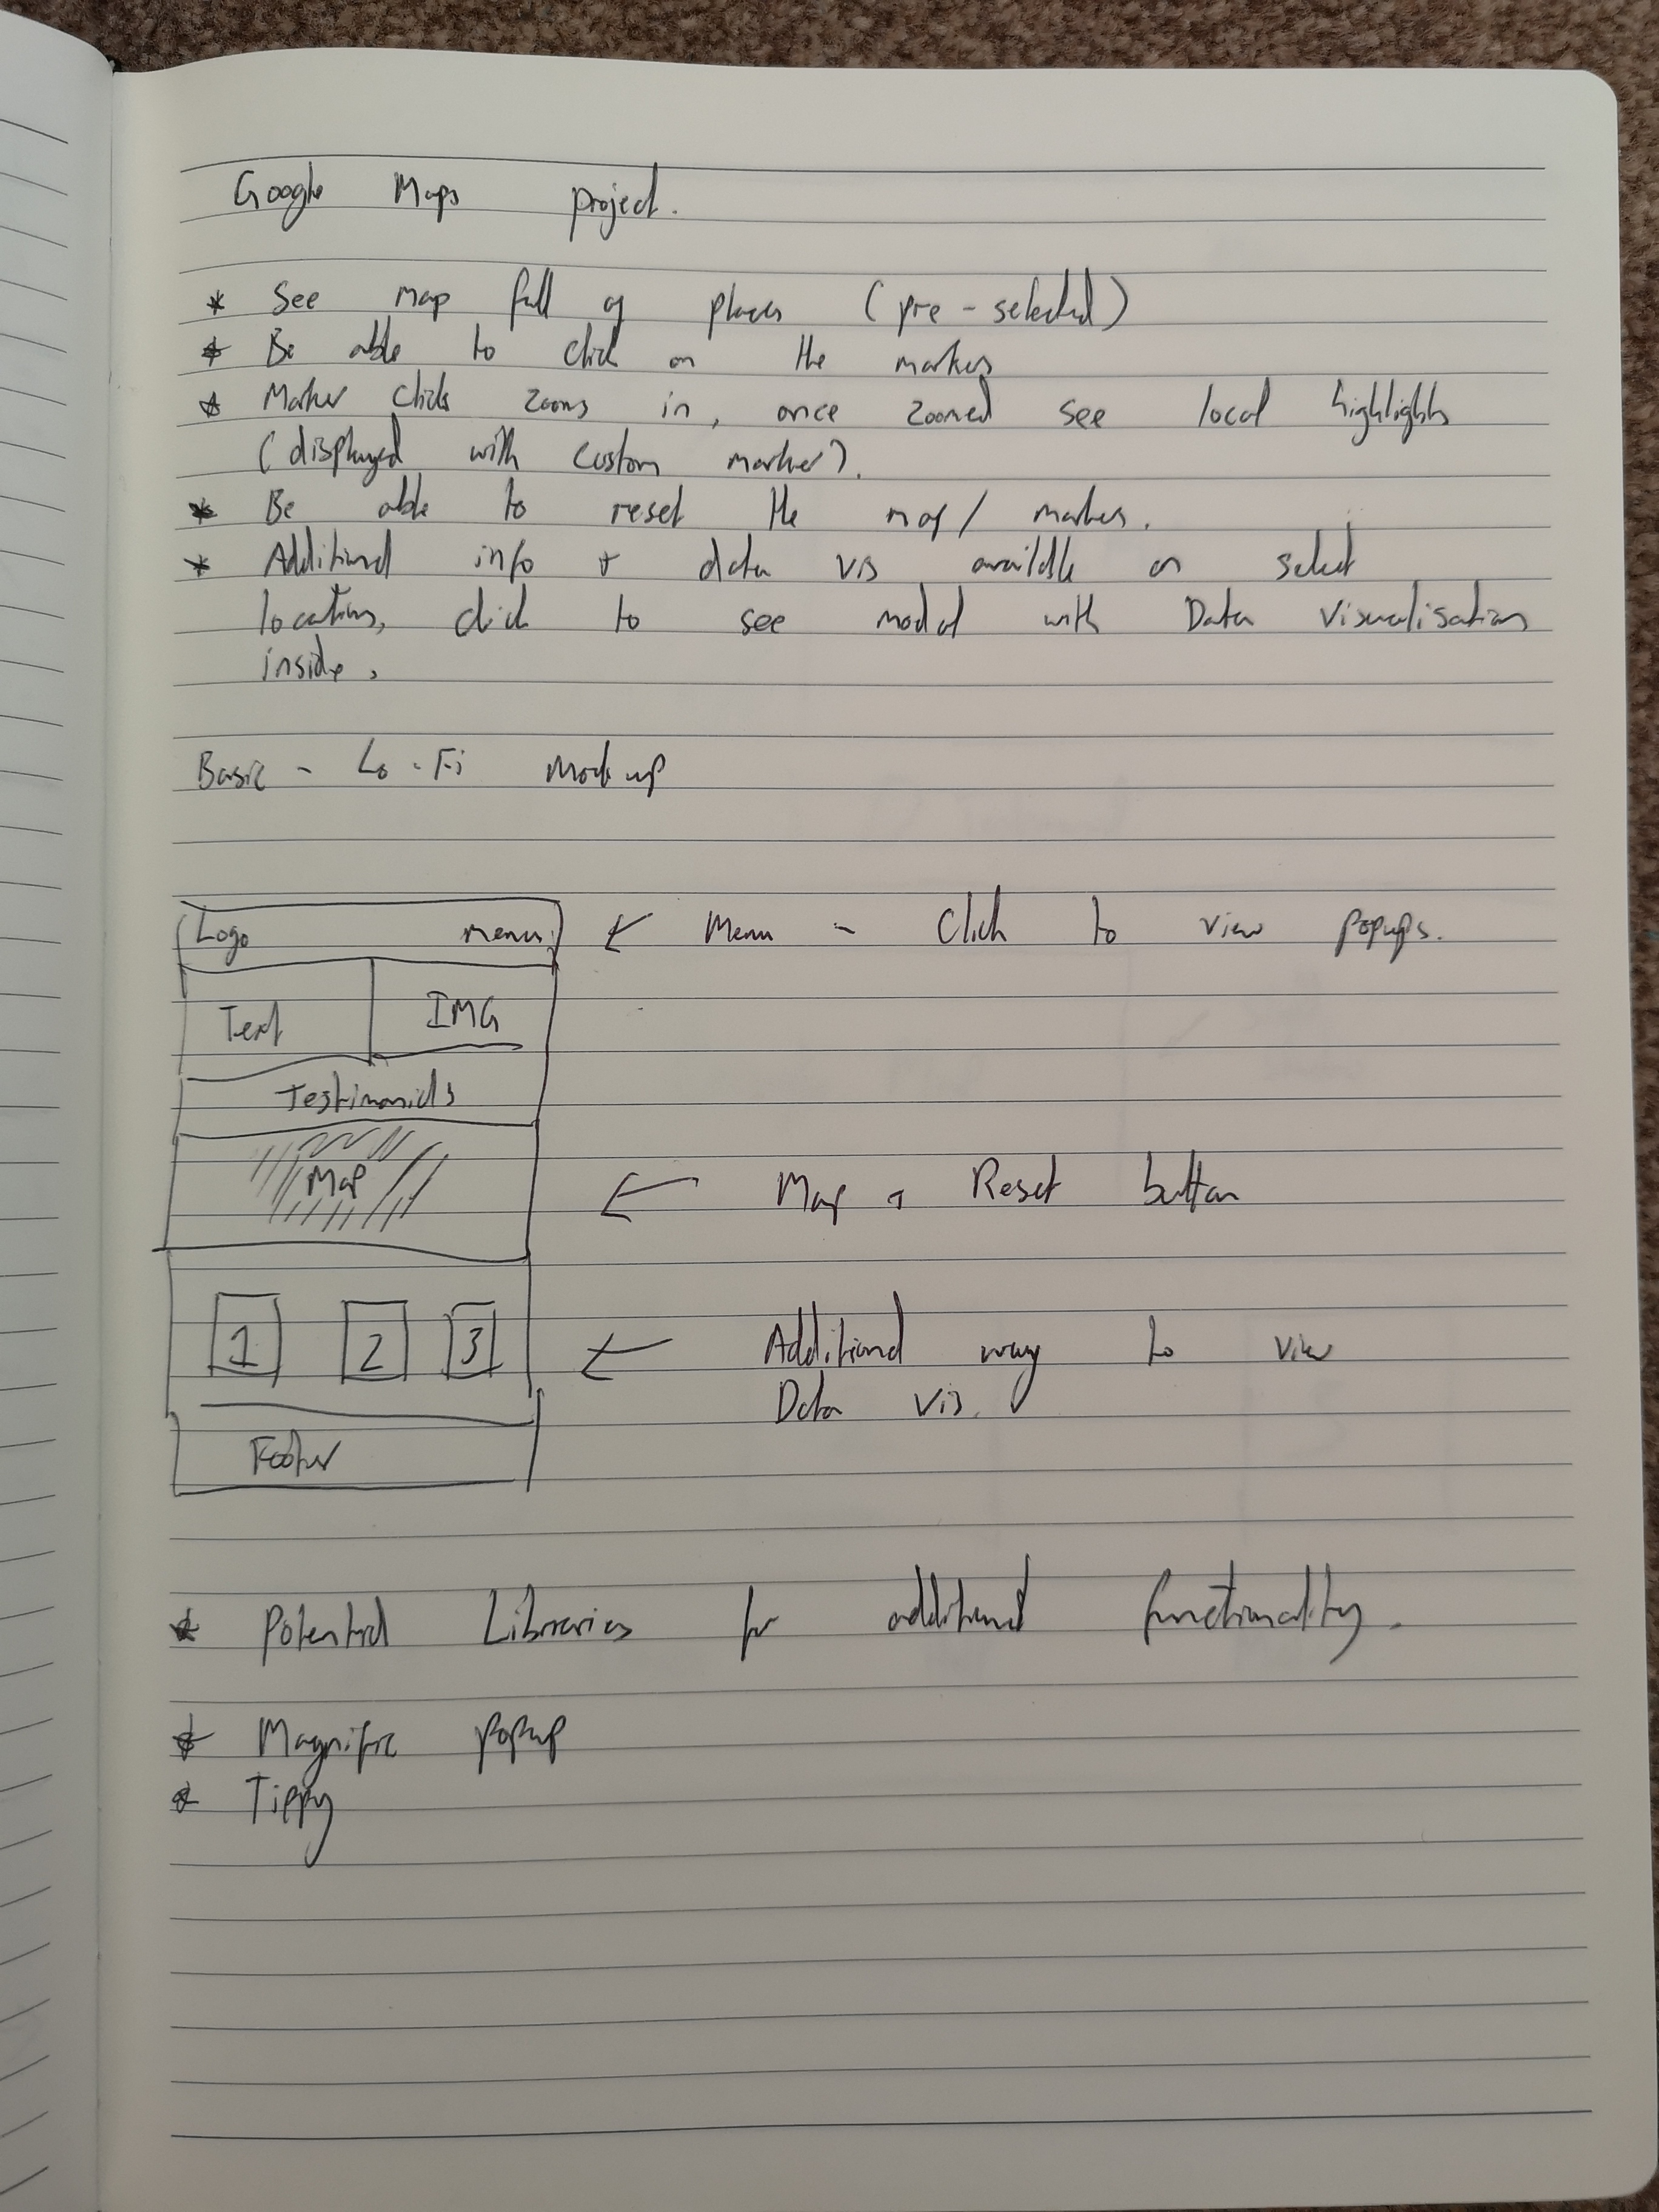 Google Maps project.
* See map full of places (pre-selected)
* Be able to click on the markers
* Marker clicks zooms in, once zoomed see local highlights
(displayed with custom marker).
* Be able to reset the map/markers.
* Additional info + data vis available on select
locations, click to see modal with Data Visualisation
inside.
Basic - Lo-Fi Mockup
Logo menu ← Menu - Click to view popups.
Text IMG
Testimonials
Map ← Map + Reset button
1 2 3 ← Additional way to view
Data Vis.
Footer
* Potential Libraries for additional functionality.
* Magnific Popup
* Tippy